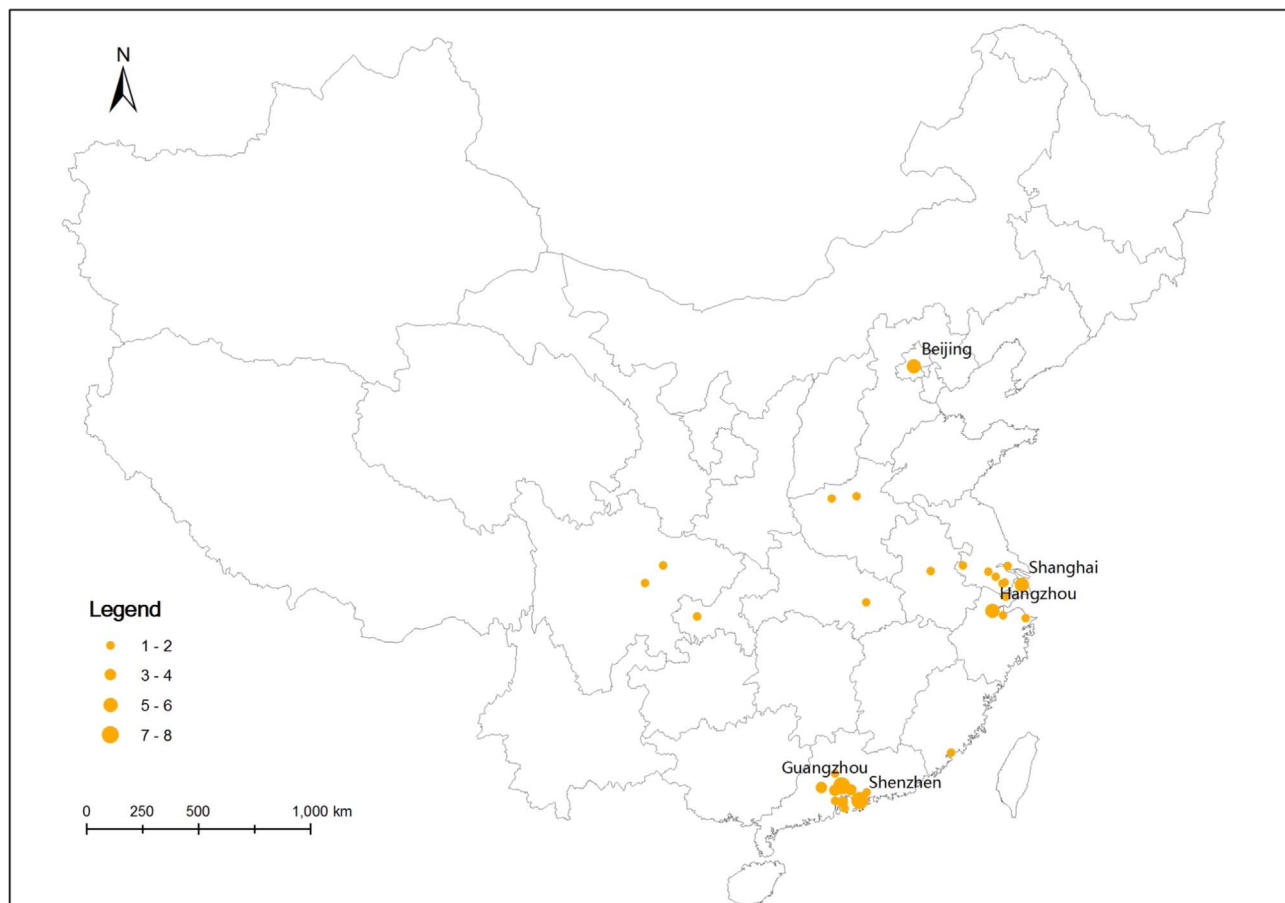 N
Beijing
Shanghai
Hangzhou
Legend
1 - 2
3 - 4
5 - 6
7 - 8
Guangzhou
Shenzhen
0 250 500 1,000 km